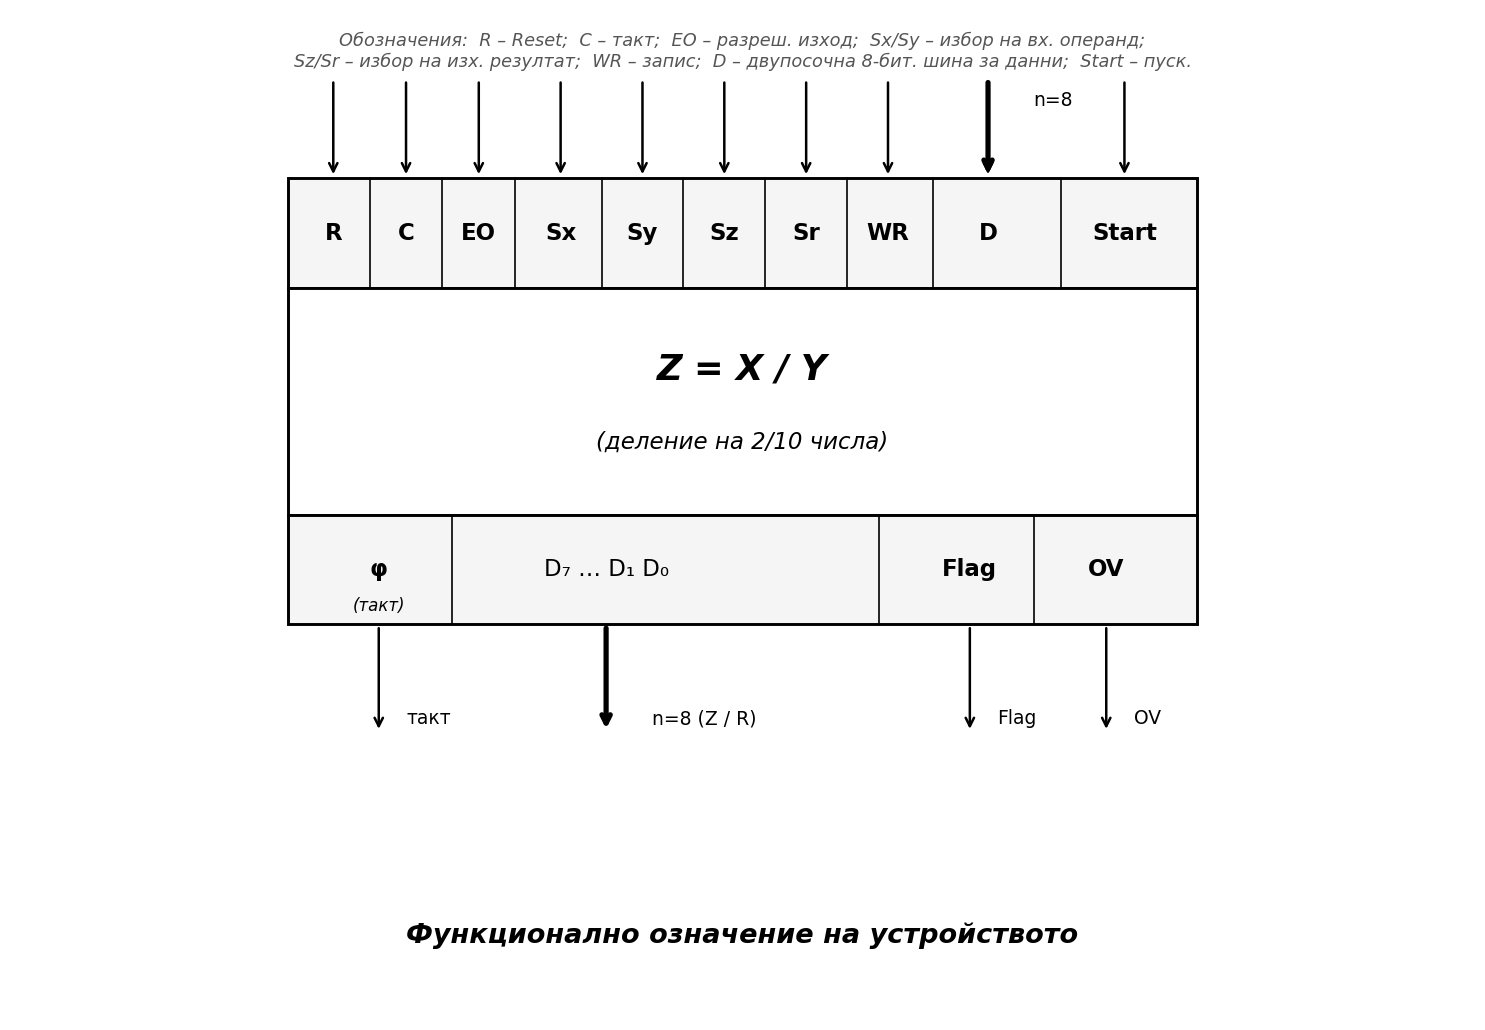 Обозначения:  R – Reset;  C – такт;  EO – разреш. изход;  Sx/Sy – избор на вх. операнд;
Sz/Sr – избор на изх. резултат;  WR – запис;  D – двупосочна 8-бит. шина за данни;  Start – пуск.
n=8
R C EO Sx Sy Sz Sr WR D Start
Z = X / Y
(деление на 2/10 числа)
φ D₇ … D₁ D₀ Flag OV
(такт)
такт n=8 (Z / R) Flag OV
Функционално означение на устройството